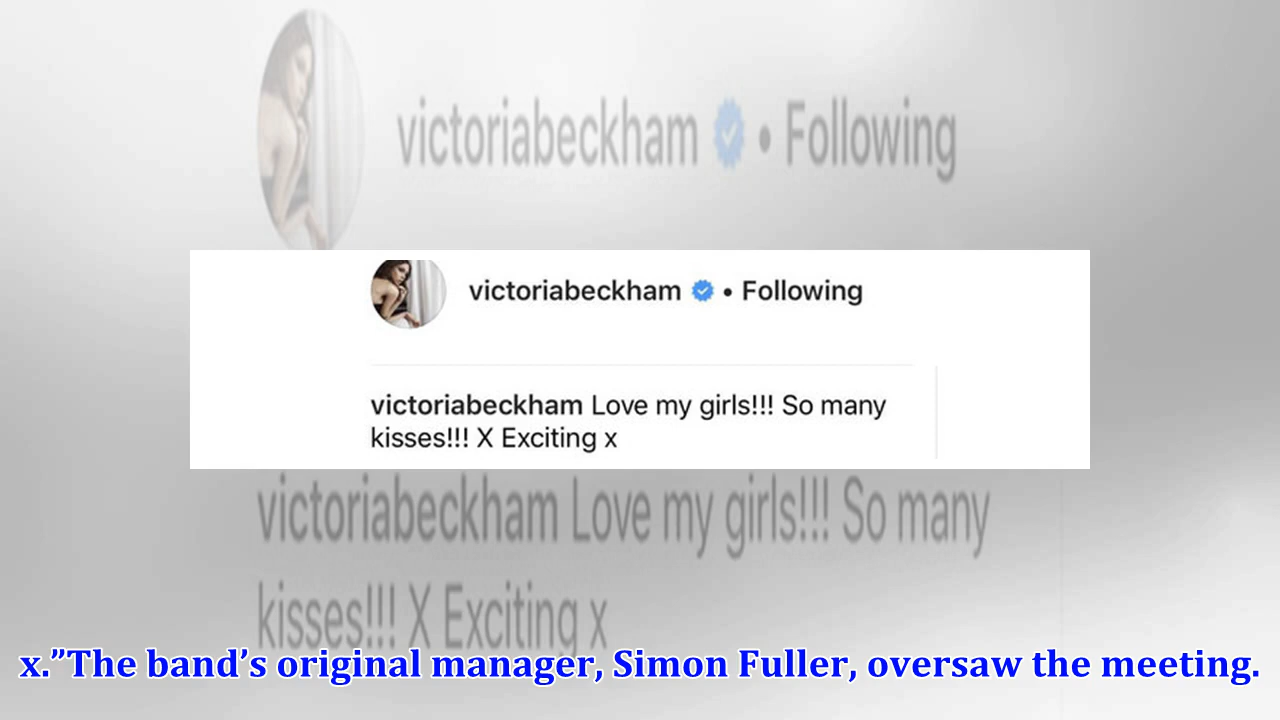 victoriabeckham • Following
victoriabeckham • Following
victoriabeckham Love my girls!!! So many
kisses!!! X Exciting x
victoriabeckham Love my girls!!! So many
kisses!!! X Exciting x
x.”The band’s original manager, Simon Fuller, oversaw the meeting.